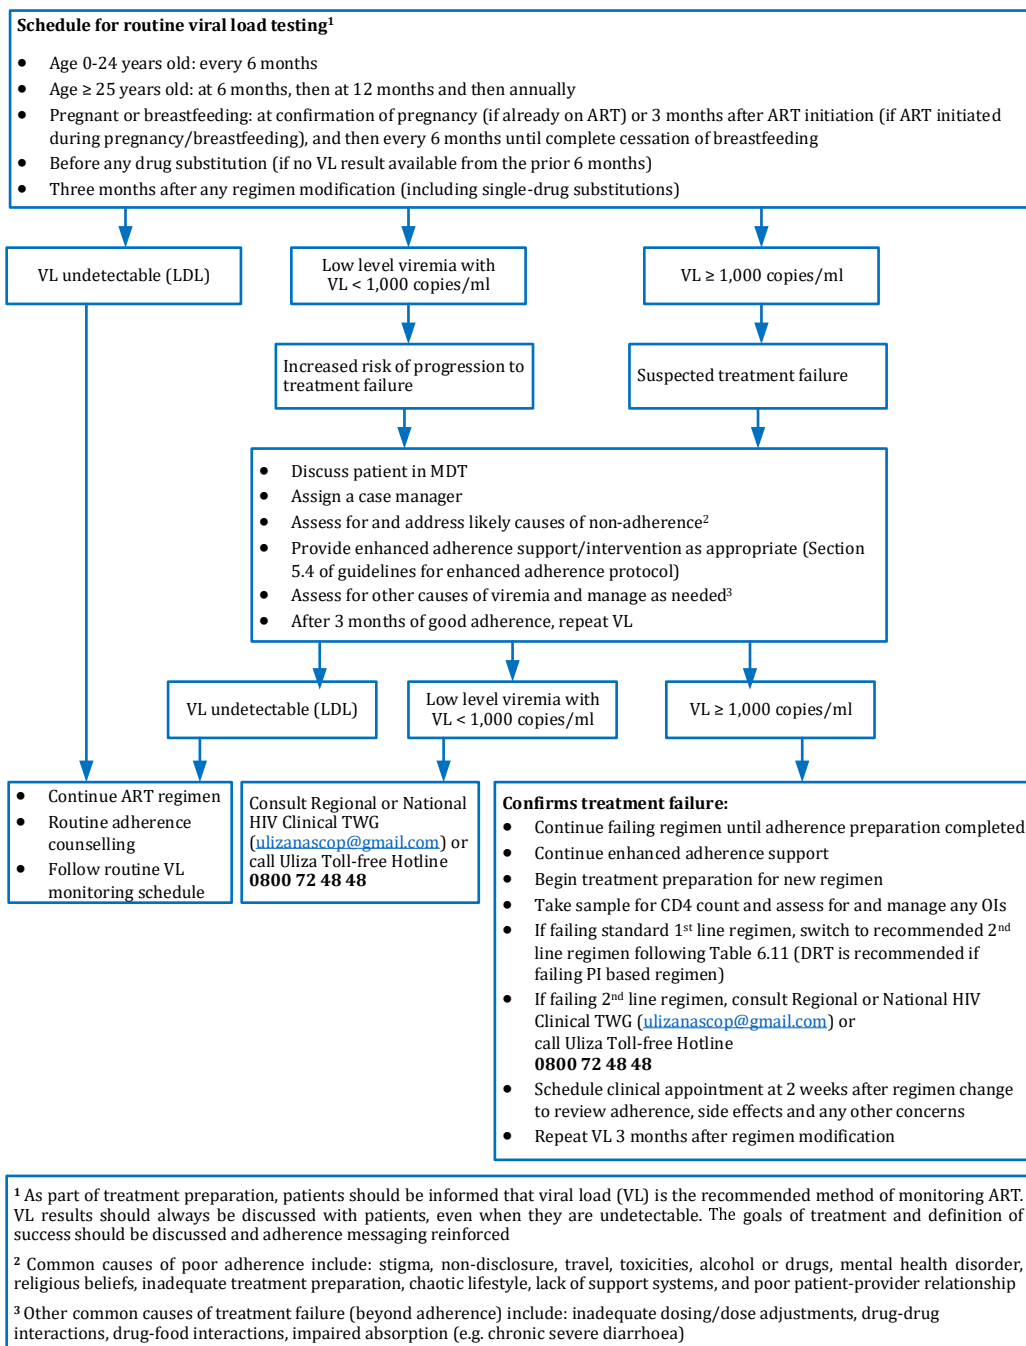 Schedule for routine viral load testing¹
• Age 0-24 years old: every 6 months
• Age ≥ 25 years old: at 6 months, then at 12 months and then annually
• Pregnant or breastfeeding: at confirmation of pregnancy (if already on ART) or 3 months after ART initiation (if ART initiated
during pregnancy/breastfeeding), and then every 6 months until complete cessation of breastfeeding
• Before any drug substitution (if no VL result available from the prior 6 months)
• Three months after any regimen modification (including single-drug substitutions)
VL undetectable (LDL)
Low level viremia with
VL < 1,000 copies/ml
VL ≥ 1,000 copies/ml
Increased risk of progression to
treatment failure
Suspected treatment failure
• Discuss patient in MDT
• Assign a case manager
• Assess for and address likely causes of non-adherence²
• Provide enhanced adherence support/intervention as appropriate (Section
5.4 of guidelines for enhanced adherence protocol)
• Assess for other causes of viremia and manage as needed³
• After 3 months of good adherence, repeat VL
VL undetectable (LDL)
Low level viremia with
VL < 1,000 copies/ml
VL ≥ 1,000 copies/ml
• Continue ART regimen
• Routine adherence
counselling
• Follow routine VL
monitoring schedule
Consult Regional or National
HIV Clinical TWG
(ulizanascop@gmail.com) or
call Uliza Toll-free Hotline
0800 72 48 48
Confirms treatment failure:
• Continue failing regimen until adherence preparation completed
• Continue enhanced adherence support
• Begin treatment preparation for new regimen
• Take sample for CD4 count and assess for and manage any OIs
• If failing standard 1st line regimen, switch to recommended 2nd
line regimen following Table 6.11 (DRT is recommended if
failing PI based regimen)
• If failing 2nd line regimen, consult Regional or National HIV
Clinical TWG (ulizanascop@gmail.com) or
call Uliza Toll-free Hotline
0800 72 48 48
• Schedule clinical appointment at 2 weeks after regimen change
to review adherence, side effects and any other concerns
• Repeat VL 3 months after regimen modification
¹ As part of treatment preparation, patients should be informed that viral load (VL) is the recommended method of monitoring ART.
VL results should always be discussed with patients, even when they are undetectable. The goals of treatment and definition of
success should be discussed and adherence messaging reinforced
² Common causes of poor adherence include: stigma, non-disclosure, travel, toxicities, alcohol or drugs, mental health disorder,
religious beliefs, inadequate treatment preparation, chaotic lifestyle, lack of support systems, and poor patient-provider relationship
³ Other common causes of treatment failure (beyond adherence) include: inadequate dosing/dose adjustments, drug-drug
interactions, drug-food interactions, impaired absorption (e.g. chronic severe diarrhoea)